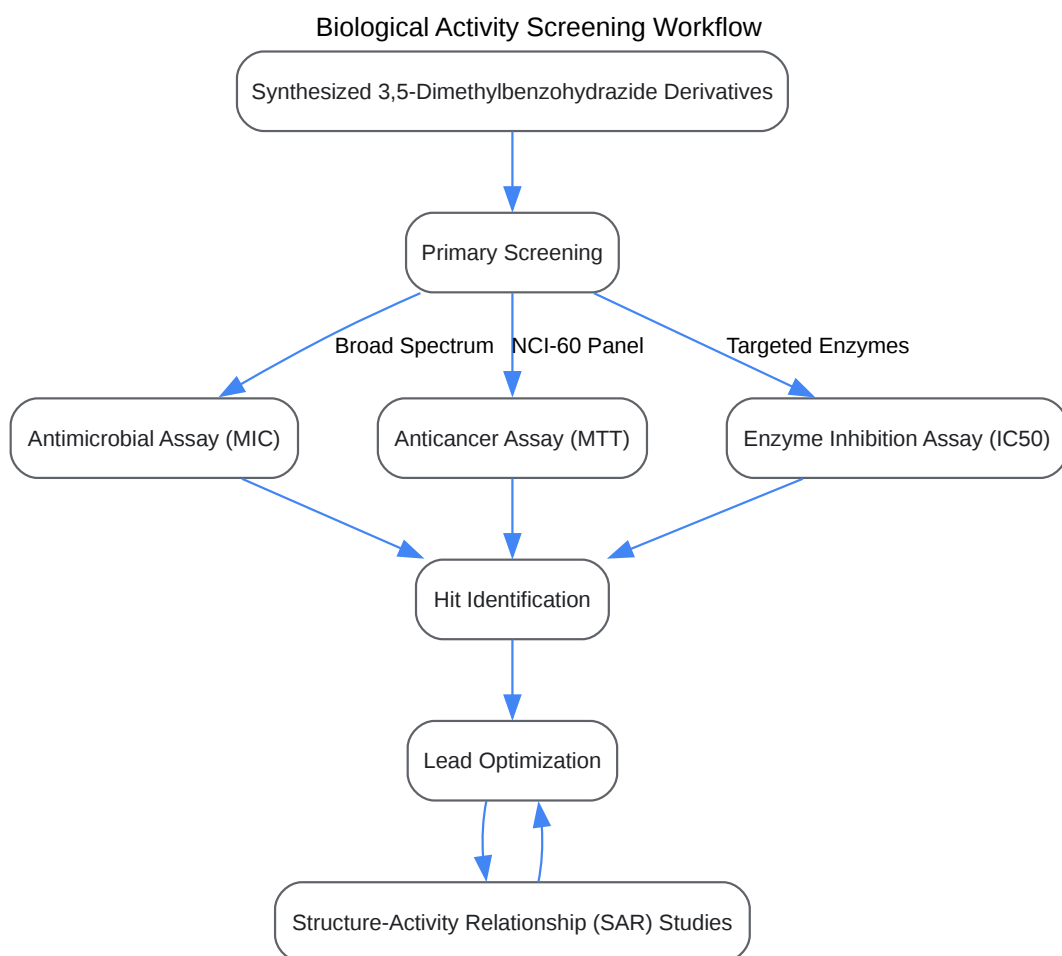 Biological Activity Screening Workflow
Synthesized 3,5-Dimethylbenzohydrazide Derivatives
Primary Screening
Broad Spectrum
NCI-60 Panel
Targeted Enzymes
Antimicrobial Assay (MIC)
Anticancer Assay (MTT)
Enzyme Inhibition Assay (IC50)
Hit Identification
Lead Optimization
Structure-Activity Relationship (SAR) Studies